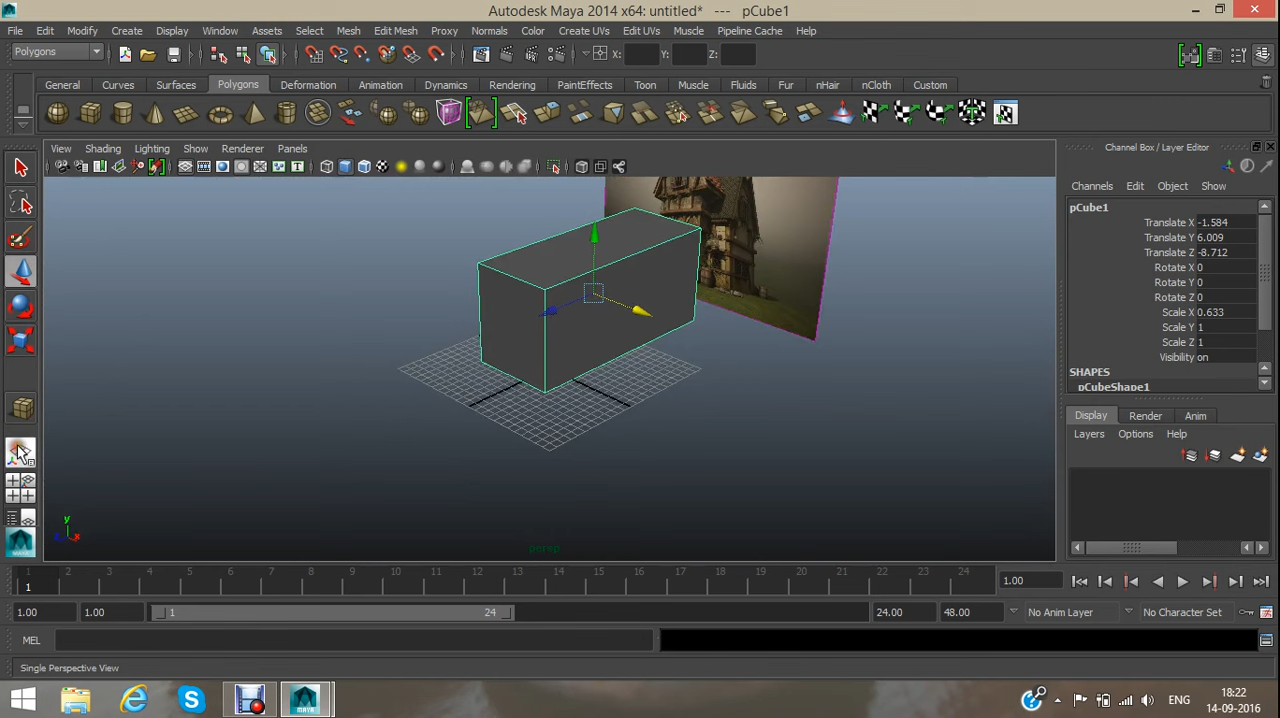 Autodesk Maya 2014 x64: untitled* --- pCube1
File Edit Modify Create Display Window Assets Select Mesh Edit Mesh Proxy Normals Color Create UVs Edit UVs Muscle Pipeline Cache Help
Polygons X: Y: Z:
General Curves Surfaces Polygons Deformation Animation Dynamics Rendering PaintEffects Toon Muscle Fluids Fur nHair nCloth Custom
View Shading Lighting Show Renderer Panels
Channel Box / Layer Editor
Channels Edit Object Show
pCube1
Translate X -1.584
Translate Y 6.009
Translate Z -8.712
Rotate X 0
Rotate Y 0
Rotate Z 0
Scale X 0.633
Scale Y 1
Scale Z 1
Visibility on
SHAPES
pCubeShape1
Display Render Anim
Layers Options Help
y
x
persp
1 2 3 4 5 6 7 8 9 10 11 12 13 14 15 16 17 18 19 20 21 22 23 24
1 1.00
1.00 1.00 1 24 24.00 48.00 No Anim Layer No Character Set
MEL
Single Perspective View
MAYA
ENG 18:22
14-09-2016